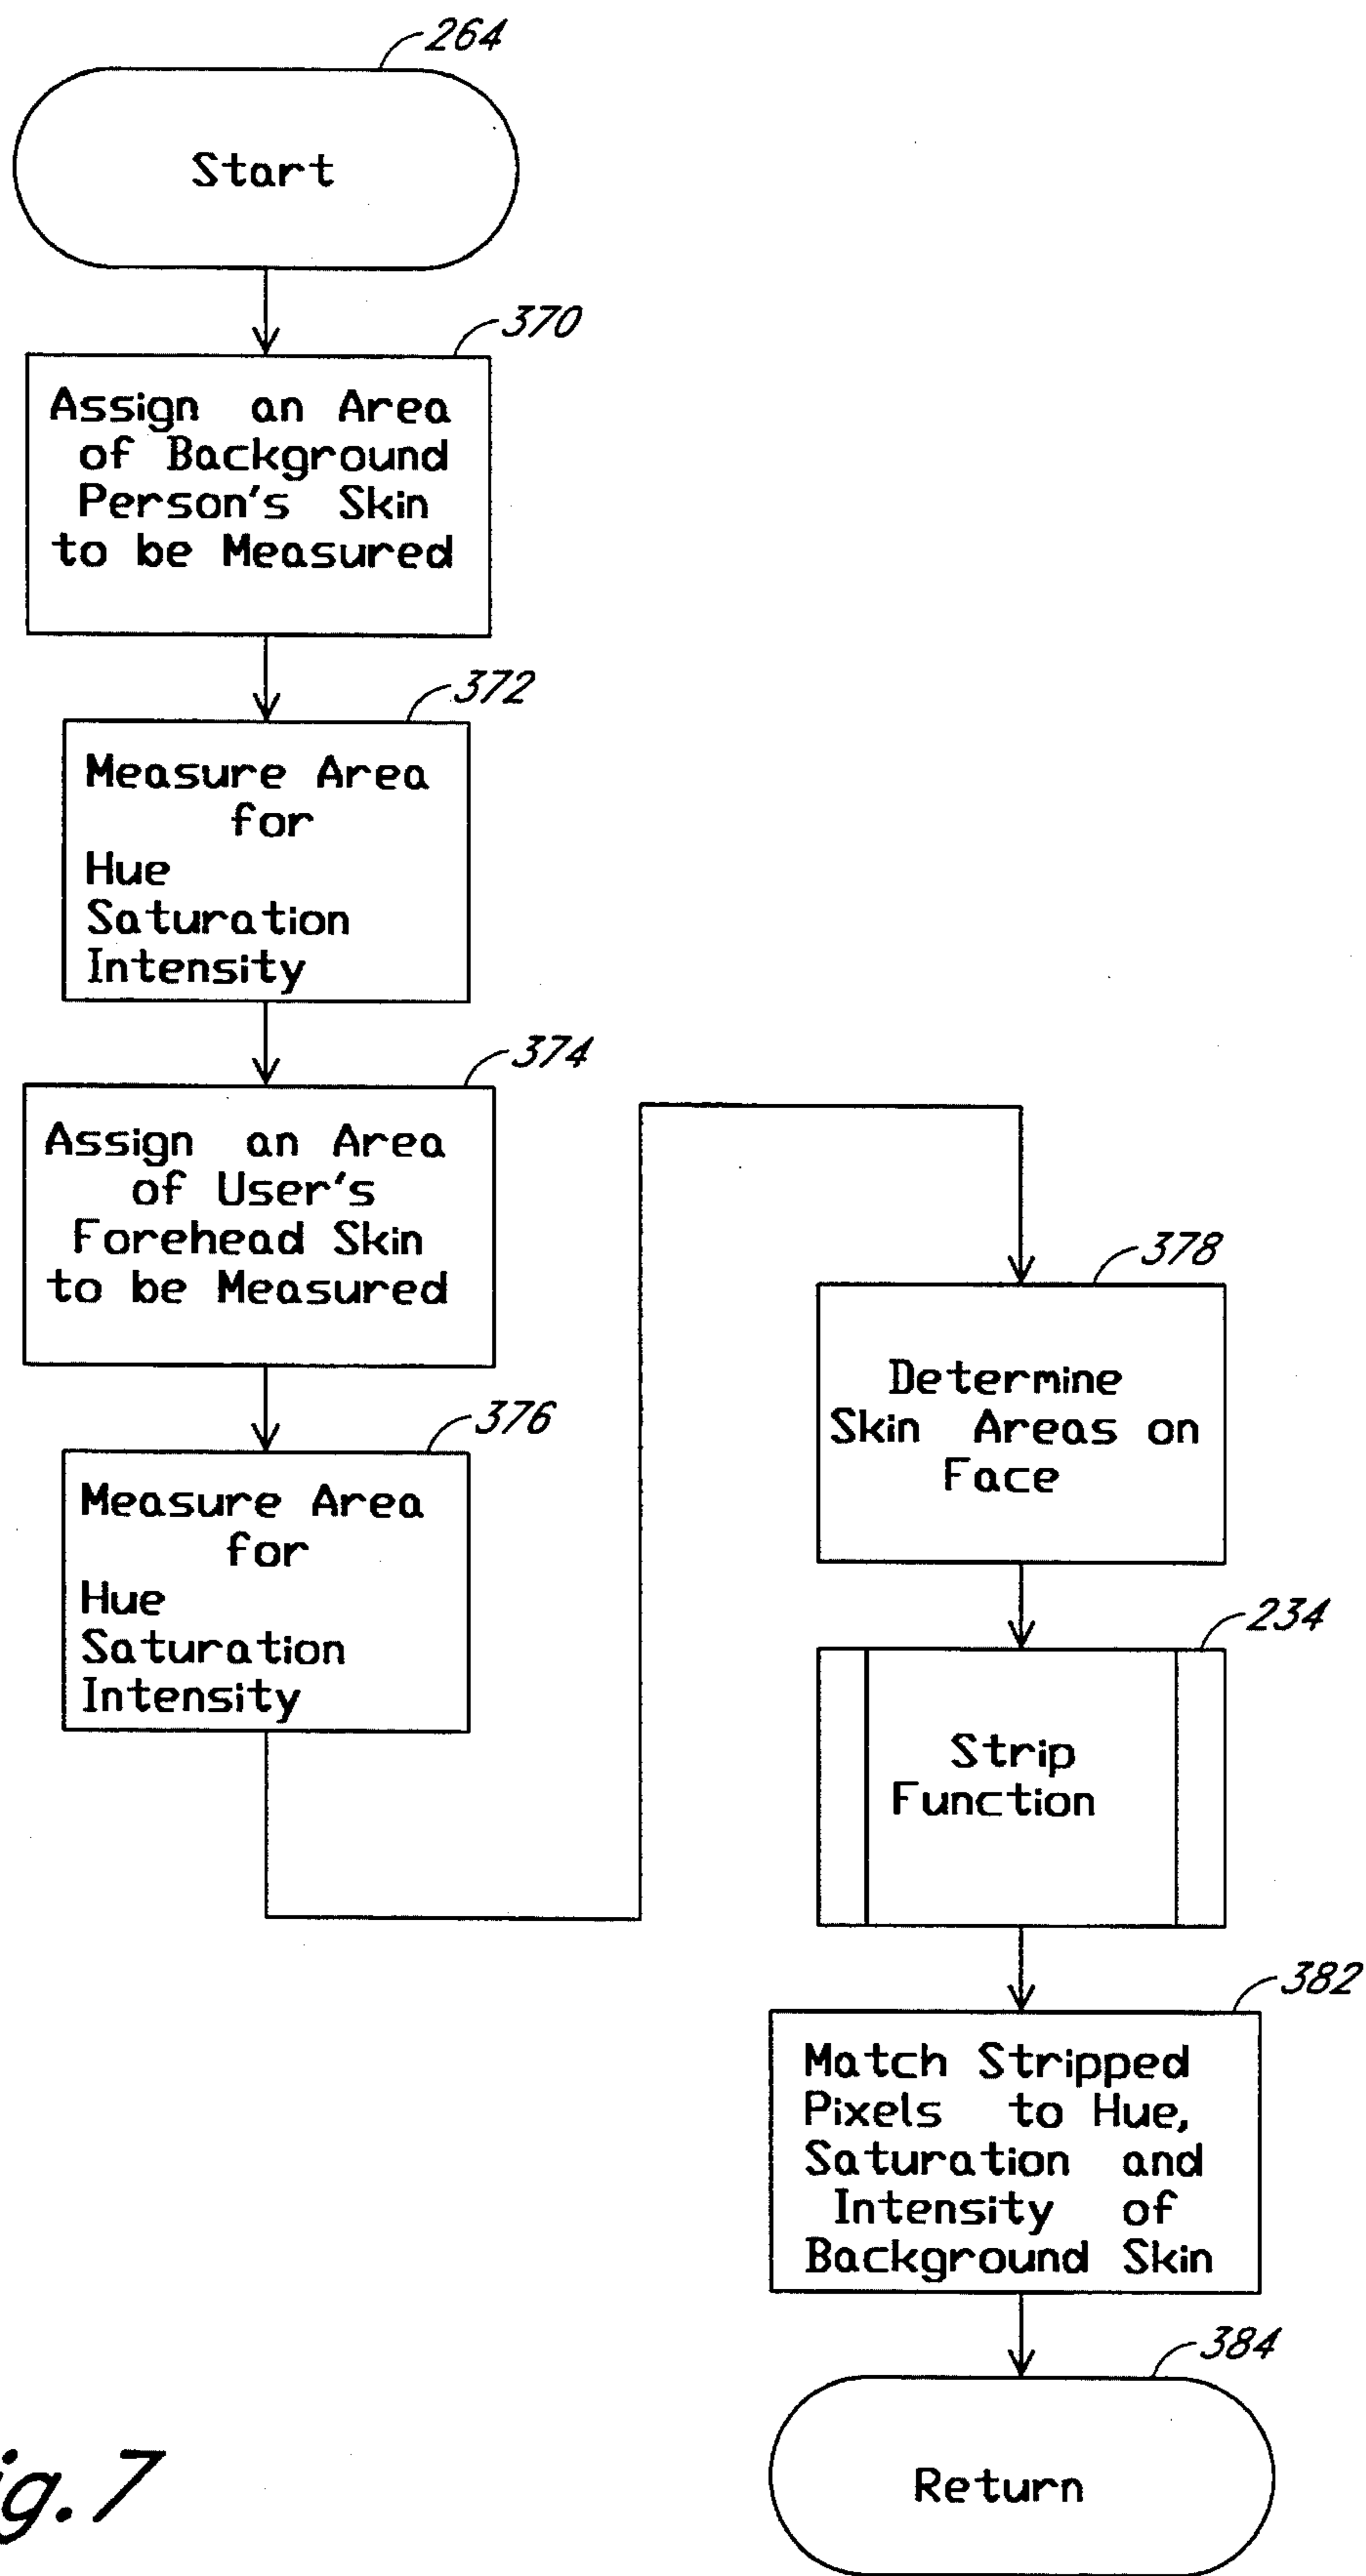 264
Start
370
Assign an Area
of Background
Person's Skin
to be Measured
372
Measure Area
for
Hue
Saturation
Intensity
374
Assign an Area
of User's
Forehead Skin
to be Measured
376
Measure Area
for
Hue
Saturation
Intensity
378
Determine
Skin Areas on
Face
234
Strip
Function
382
Match Stripped
Pixels to Hue,
Saturation and
Intensity of
Background Skin
384
Return
ig. 7